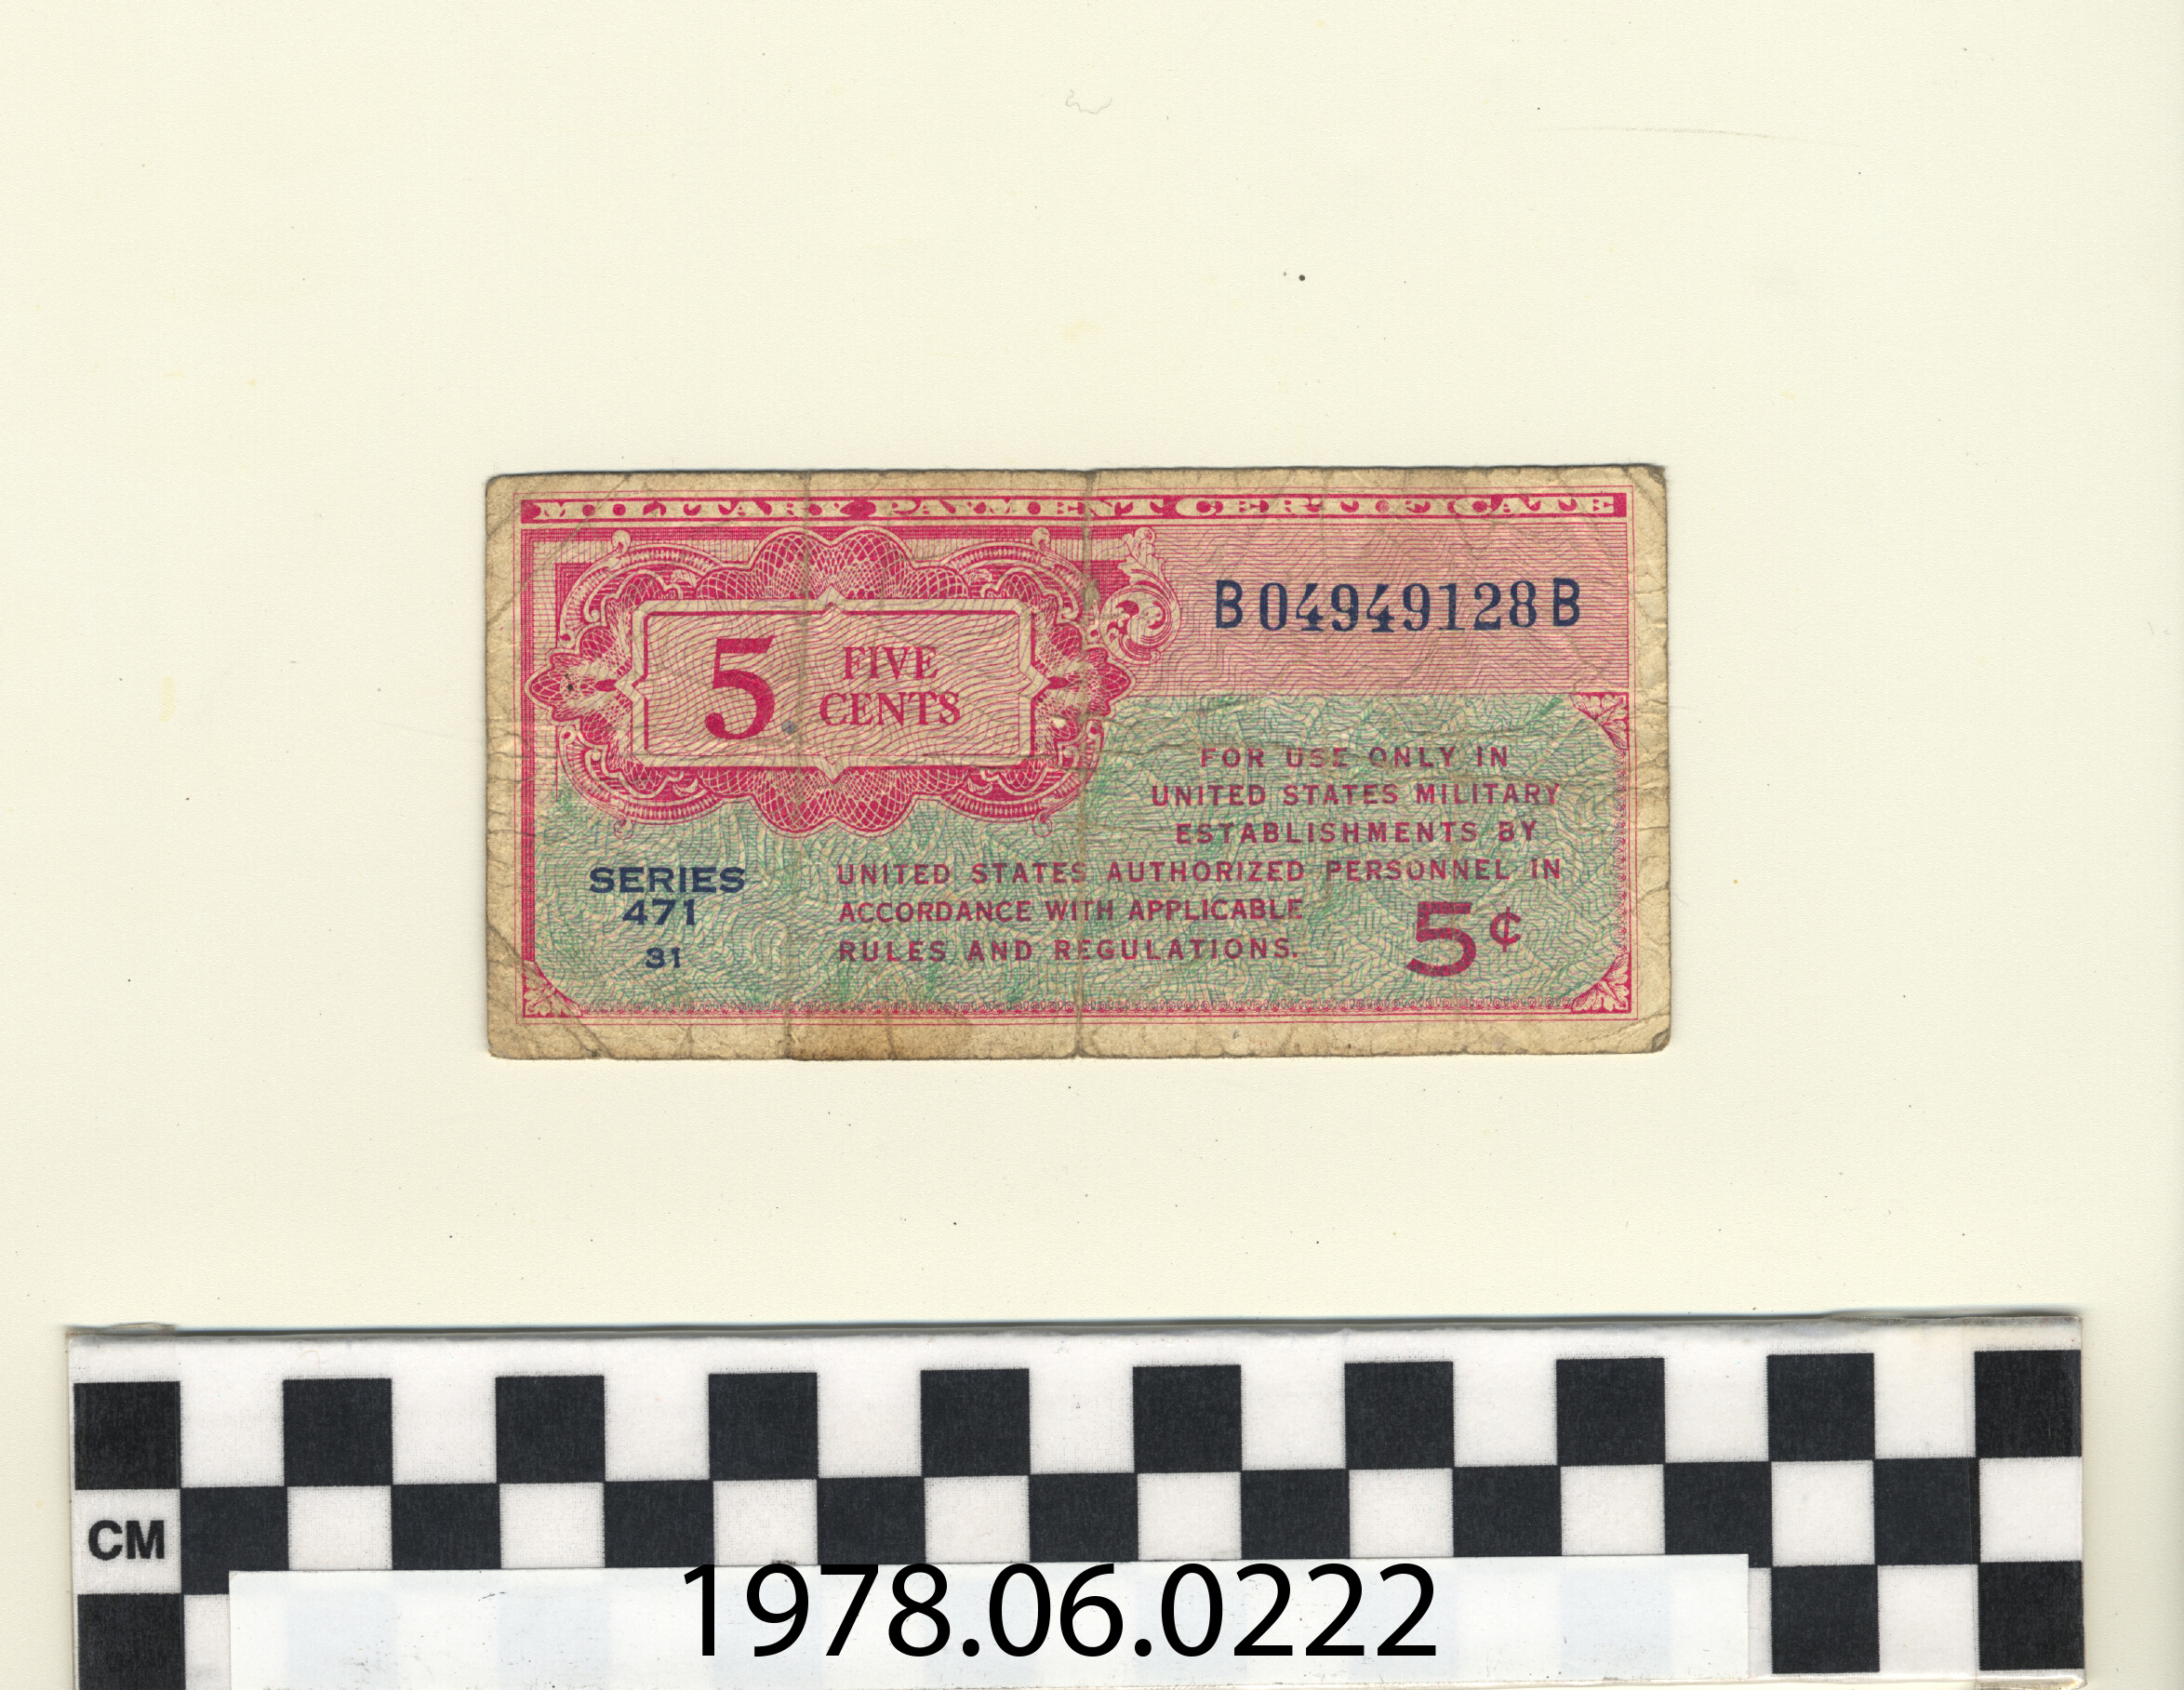 MILITARY PAYMENT CERTIFICATE
B04949128B
5 FIVE
CENTS
FOR USE ONLY IN
UNITED STATES MILITARY
ESTABLISHMENTS BY
UNITED STATES AUTHORIZED PERSONNEL IN
ACCORDANCE WITH APPLICABLE
RULES AND REGULATIONS.
SERIES
471
31
5¢
CM
1978.06.0222